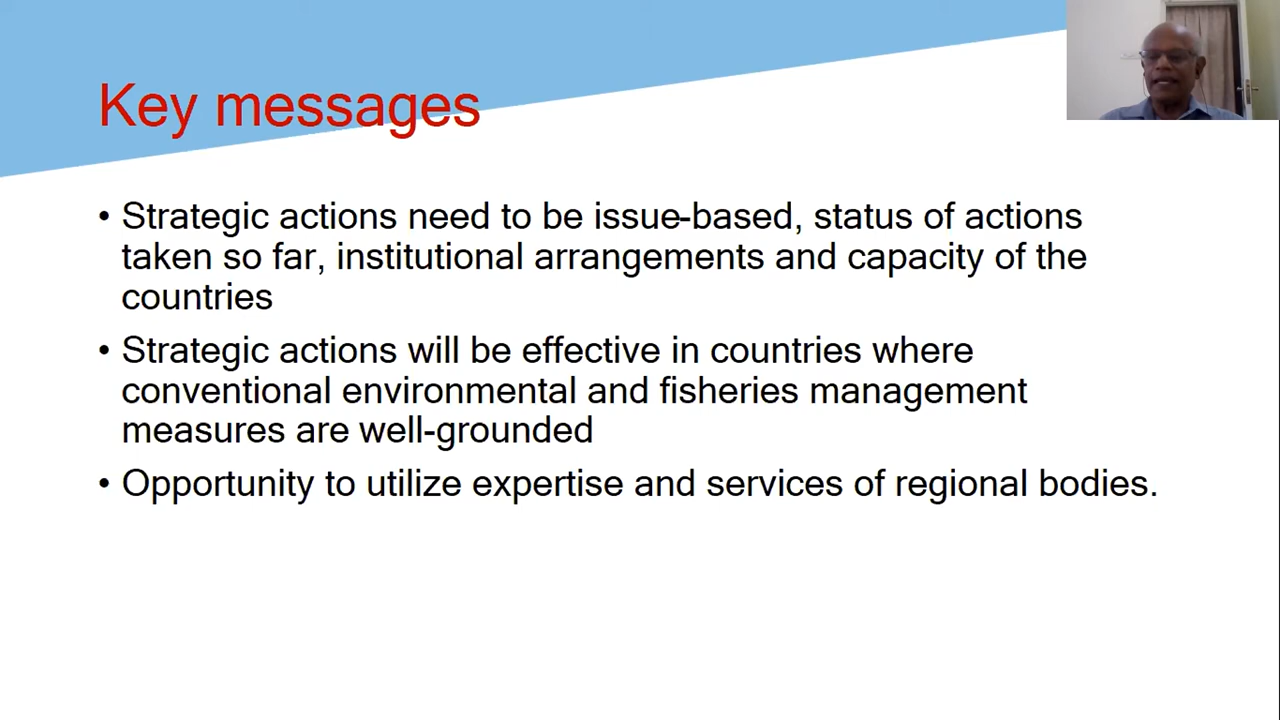 Key messages
• Strategic actions need to be issue-based, status of actions
taken so far, institutional arrangements and capacity of the
countries
• Strategic actions will be effective in countries where
conventional environmental and fisheries management
measures are well-grounded
• Opportunity to utilize expertise and services of regional bodies.